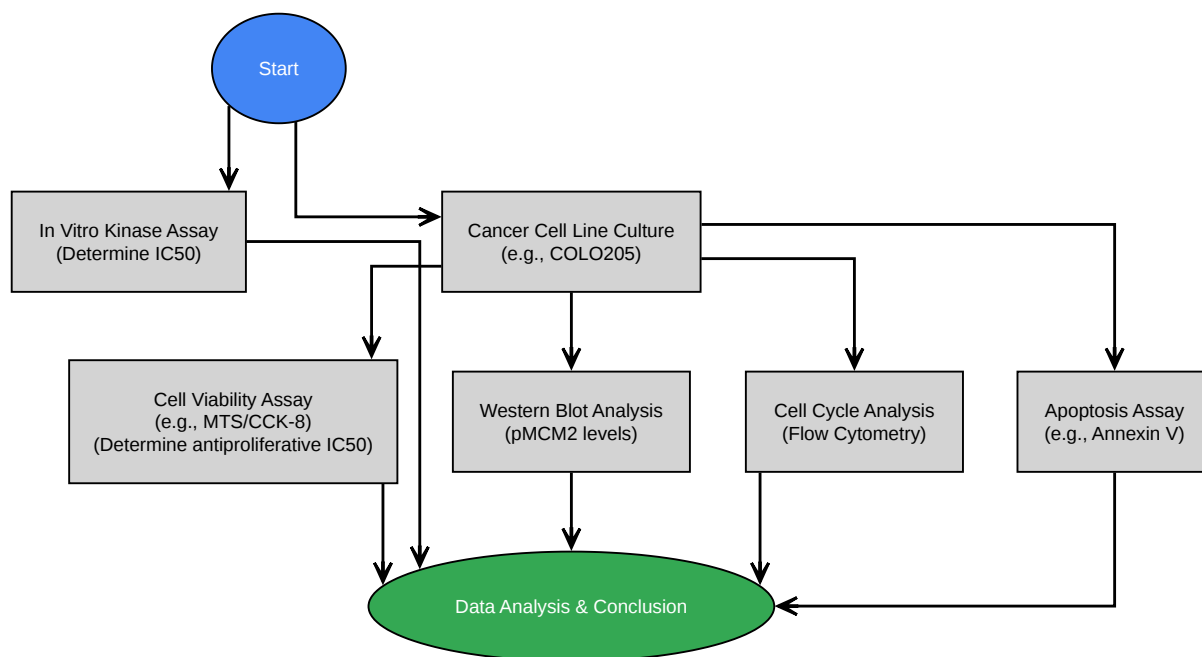 Start
In Vitro Kinase Assay
(Determine IC50)
Cancer Cell Line Culture
(e.g., COLO205)
Cell Viability Assay
(e.g., MTS/CCK-8)
(Determine antiproliferative IC50)
Western Blot Analysis
(pMCM2 levels)
Cell Cycle Analysis
(Flow Cytometry)
Apoptosis Assay
(e.g., Annexin V)
Data Analysis & Conclusion